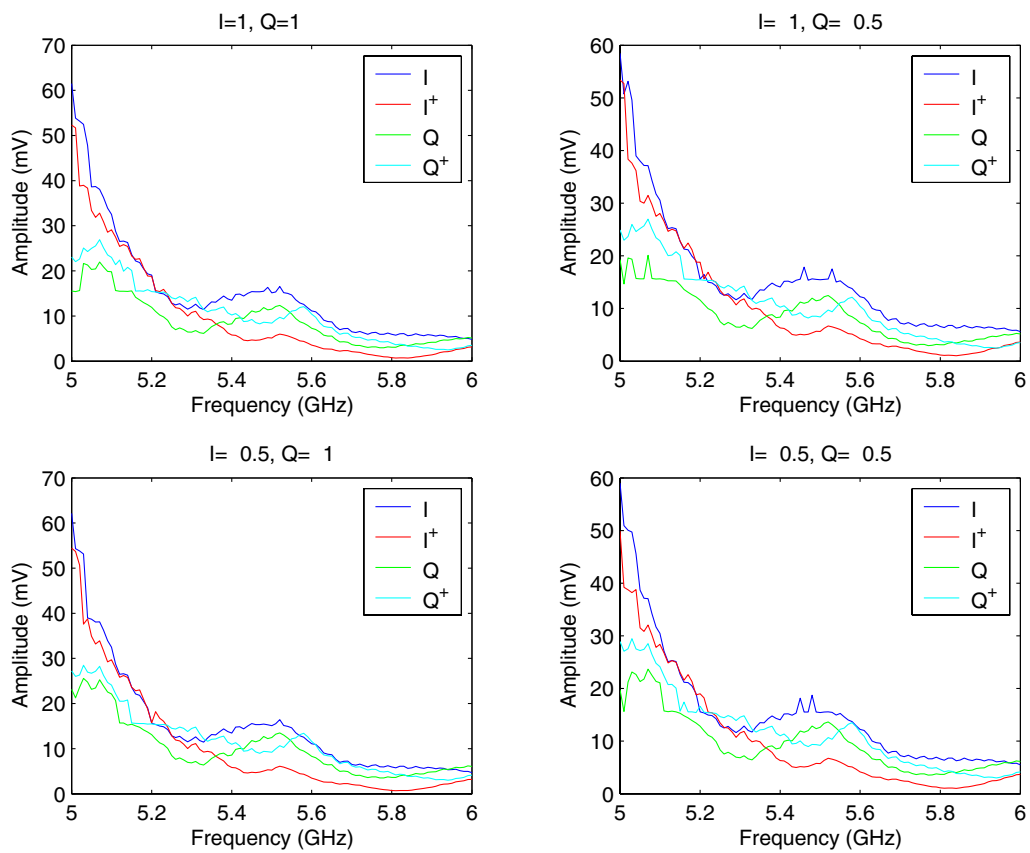 I=1, Q=1
70
60
50
40
30
20
10
0
Amplitude (mV)
I
I⁺
Q
Q⁺
5
5.2
5.4
5.6
5.8
6
Frequency (GHz)
I= 1, Q= 0.5
60
50
40
30
20
10
0
Amplitude (mV)
I
I⁺
Q
Q⁺
5
5.2
5.4
5.6
5.8
6
Frequency (GHz)
I= 0.5, Q= 1
70
60
50
40
30
20
10
0
Amplitude (mV)
I
I⁺
Q
Q⁺
5
5.2
5.4
5.6
5.8
6
Frequency (GHz)
I= 0.5, Q= 0.5
60
50
40
30
20
10
0
Amplitude (mV)
I
I⁺
Q
Q⁺
5
5.2
5.4
5.6
5.8
6
Frequency (GHz)